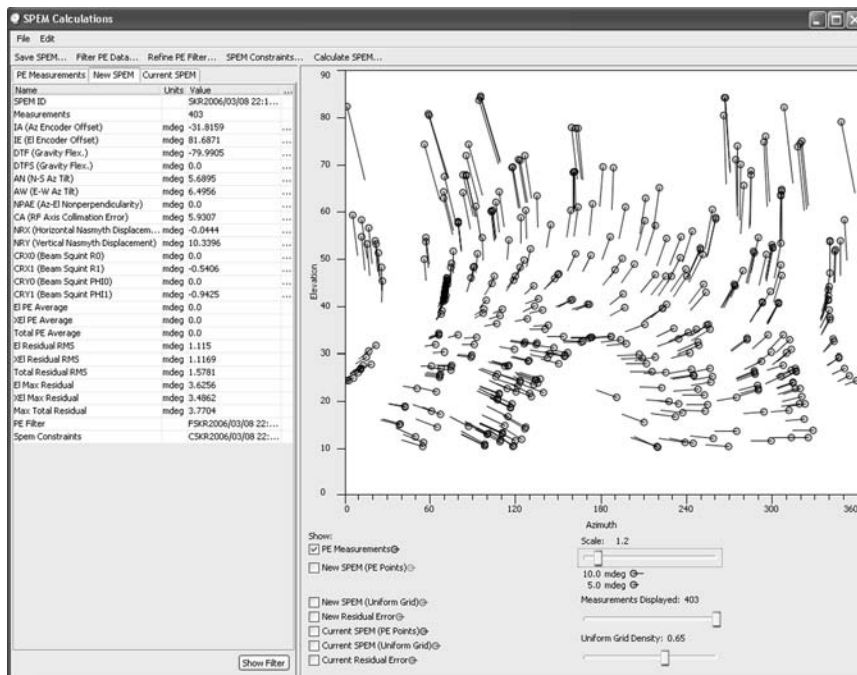 SPEM Calculations
File Edit
Save SPEM... Filter PE Data... Refine PE Filter... SPEM Constraints... Calculate SPEM...
PE Measurements New SPEM Current SPEM
Name Units Value ...
SPEM ID SKR2006/03/08 22:1...
Measurements 403
IA (Az Encoder Offset) mdeg -31.8159 ...
IE (El Encoder Offset) mdeg 81.6871 ...
DTF (Gravity Flex.) mdeg -79.9905 ...
DTFS (Gravity Flex.) mdeg 0.0 ...
AN (N-S Az Tilt) mdeg 5.6895 ...
AW (E-W Az Tilt) mdeg 6.4956 ...
NPAE (Az-El Nonperpendicularity) mdeg 0.0 ...
CA (RF Axis Collimation Error) mdeg 5.9307 ...
NRX (Horizontal Nasmyth Displacem... mdeg -0.0444 ...
NRY (Vertical Nasmyth Displacement) mdeg 10.3396 ...
CRX0 (Beam Squint R0) mdeg 0.0 ...
CRX1 (Beam Squint R1) mdeg -0.5406 ...
CRY0 (Beam Squint PHI0) mdeg 0.0 ...
CRY1 (Beam Squint PHI1) mdeg -0.9425 ...
El PE Average mdeg 0.0
XEl PE Average mdeg 0.0
Total PE Average mdeg 0.0
El Residual RMS mdeg 1.115
XEl Residual RMS mdeg 1.1169
Total Residual RMS mdeg 1.5781
El Max Residual mdeg 3.6256
XEl Max Residual mdeg 3.4862
Max Total Residual mdeg 3.7704
PE Filter FSKR2006/03/08 22:...
Spem Constraints CSKR2006/03/08 22:...
Show Filter
90
80
70
60
50
40
30
20
10
0
Elevation
0 60 120 180 240 300 360
Azimuth
Show:
PE Measurements
New SPEM (PE Points)
New SPEM (Uniform Grid)
New Residual Error
Current SPEM (PE Points)
Current SPEM (Uniform Grid)
Current Residual Error
Scale: 1.2
10.0 mdeg
5.0 mdeg
Measurements Displayed: 403
Uniform Grid Density: 0.65